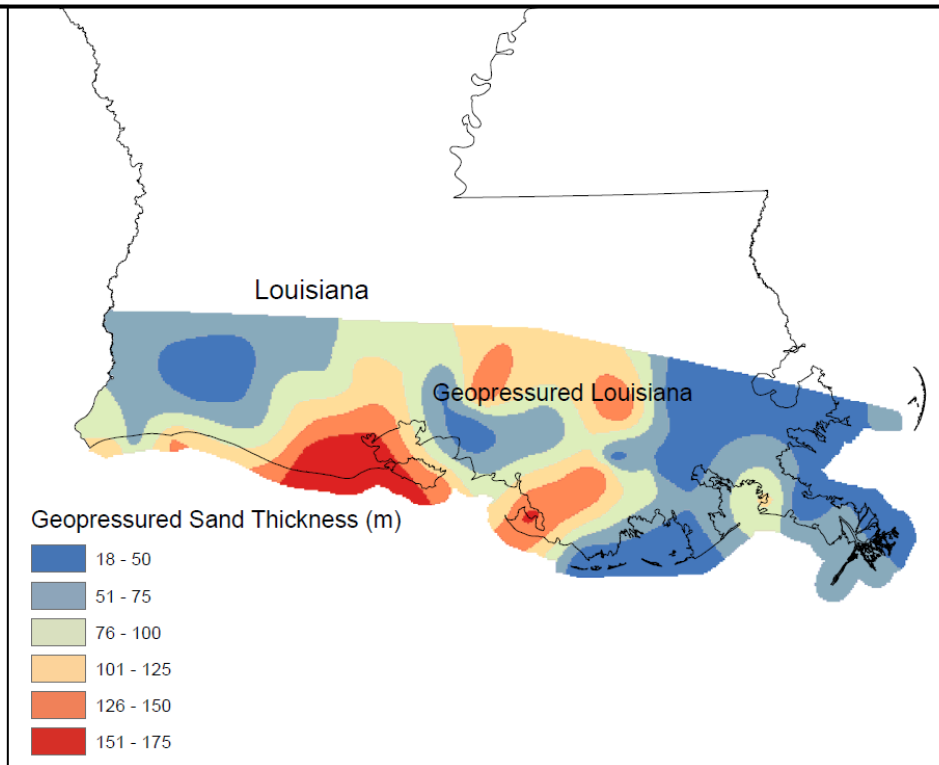 Louisiana
Geopressured Louisiana
Geopressured Sand Thickness (m)
18 - 50
51 - 75
76 - 100
101 - 125
126 - 150
151 - 175